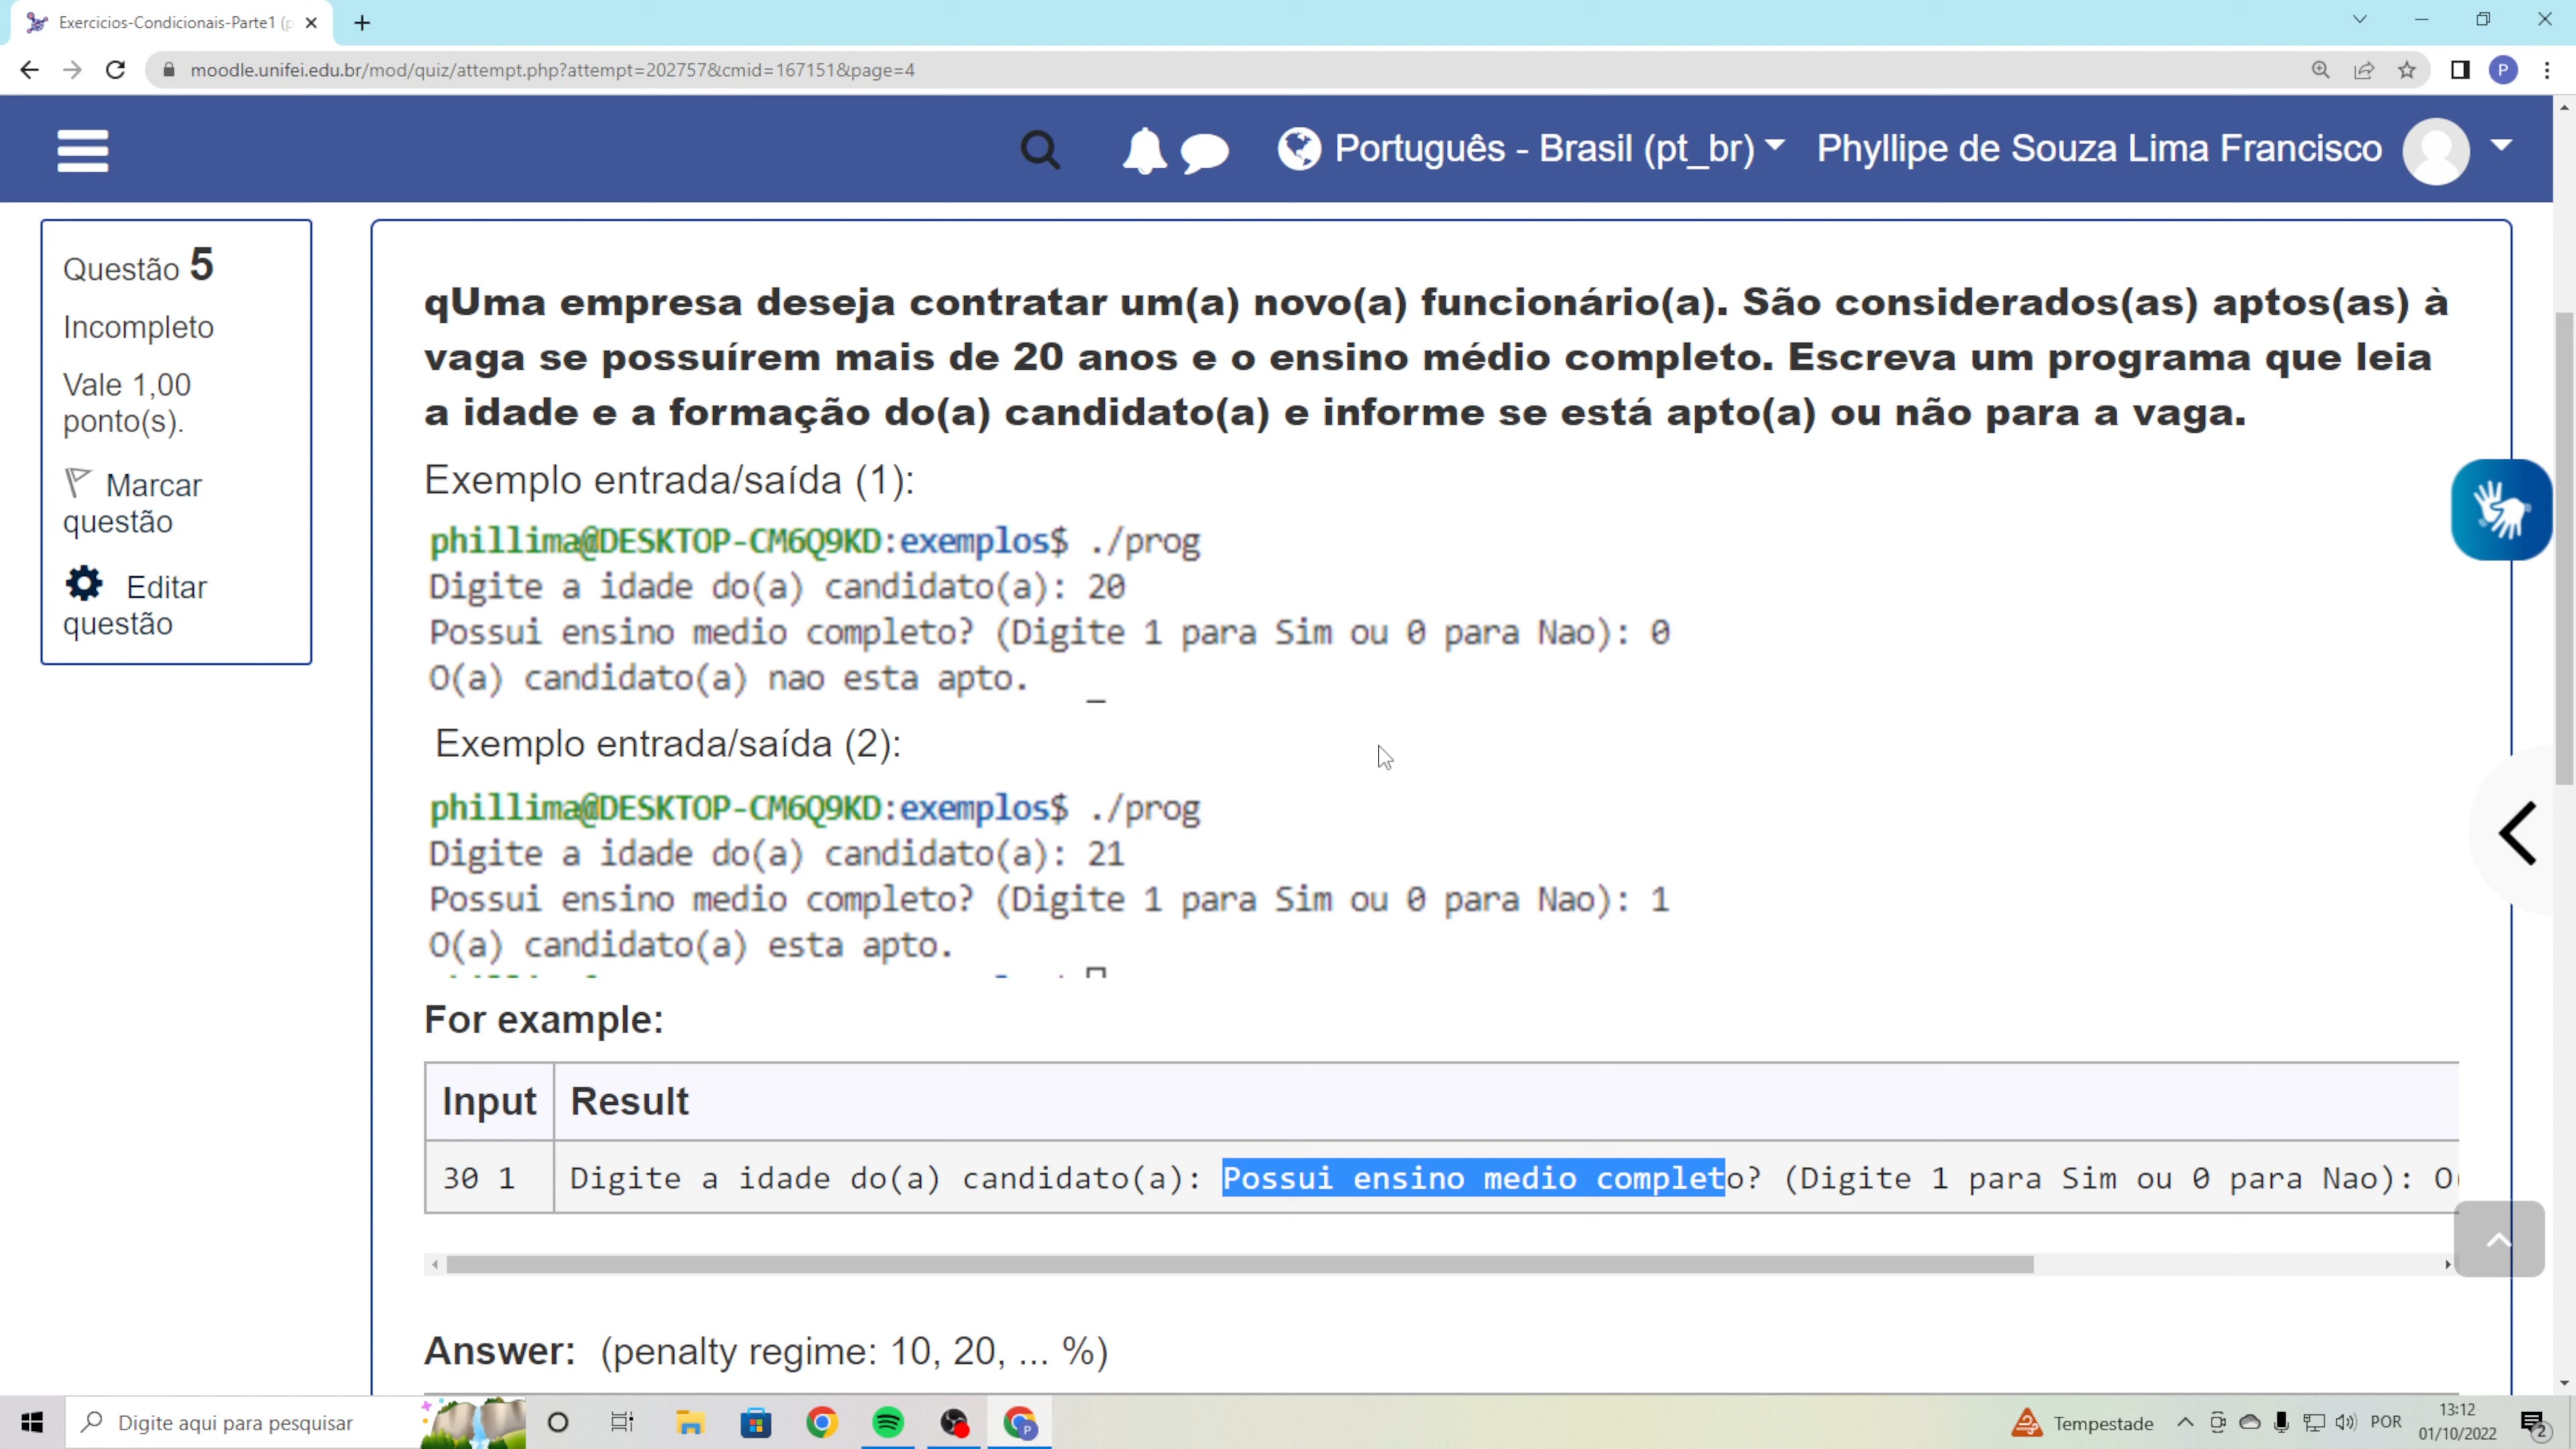 Exercicios-Condicionais-Parte1 (p
moodle.unifei.edu.br/mod/quiz/attempt.php?attempt=202757&cmid=167151&page=4
P
Português - Brasil (pt_br)
Phyllipe de Souza Lima Francisco
Questão 5
Incompleto
Vale 1,00
ponto(s).
Marcar
questão
Editar
questão
qUma empresa deseja contratar um(a) novo(a) funcionário(a). São considerados(as) aptos(as) à
vaga se possuírem mais de 20 anos e o ensino médio completo. Escreva um programa que leia
a idade e a formação do(a) candidato(a) e informe se está apto(a) ou não para a vaga.
Exemplo entrada/saída (1):
phillima@DESKTOP-CM6Q9KD:exemplos$ ./prog
Digite a idade do(a) candidato(a): 20
Possui ensino medio completo? (Digite 1 para Sim ou 0 para Nao): 0
O(a) candidato(a) nao esta apto.
Exemplo entrada/saída (2):
phillima@DESKTOP-CM6Q9KD:exemplos$ ./prog
Digite a idade do(a) candidato(a): 21
Possui ensino medio completo? (Digite 1 para Sim ou 0 para Nao): 1
O(a) candidato(a) esta apto.
For example:
Input Result
30 1 Digite a idade do(a) candidato(a): Possui ensino medio completo? (Digite 1 para Sim ou 0 para Nao): O(
Answer: (penalty regime: 10, 20, ... %)
Digite aqui para pesquisar
P
Tempestade
POR
13:12
01/10/2022
2